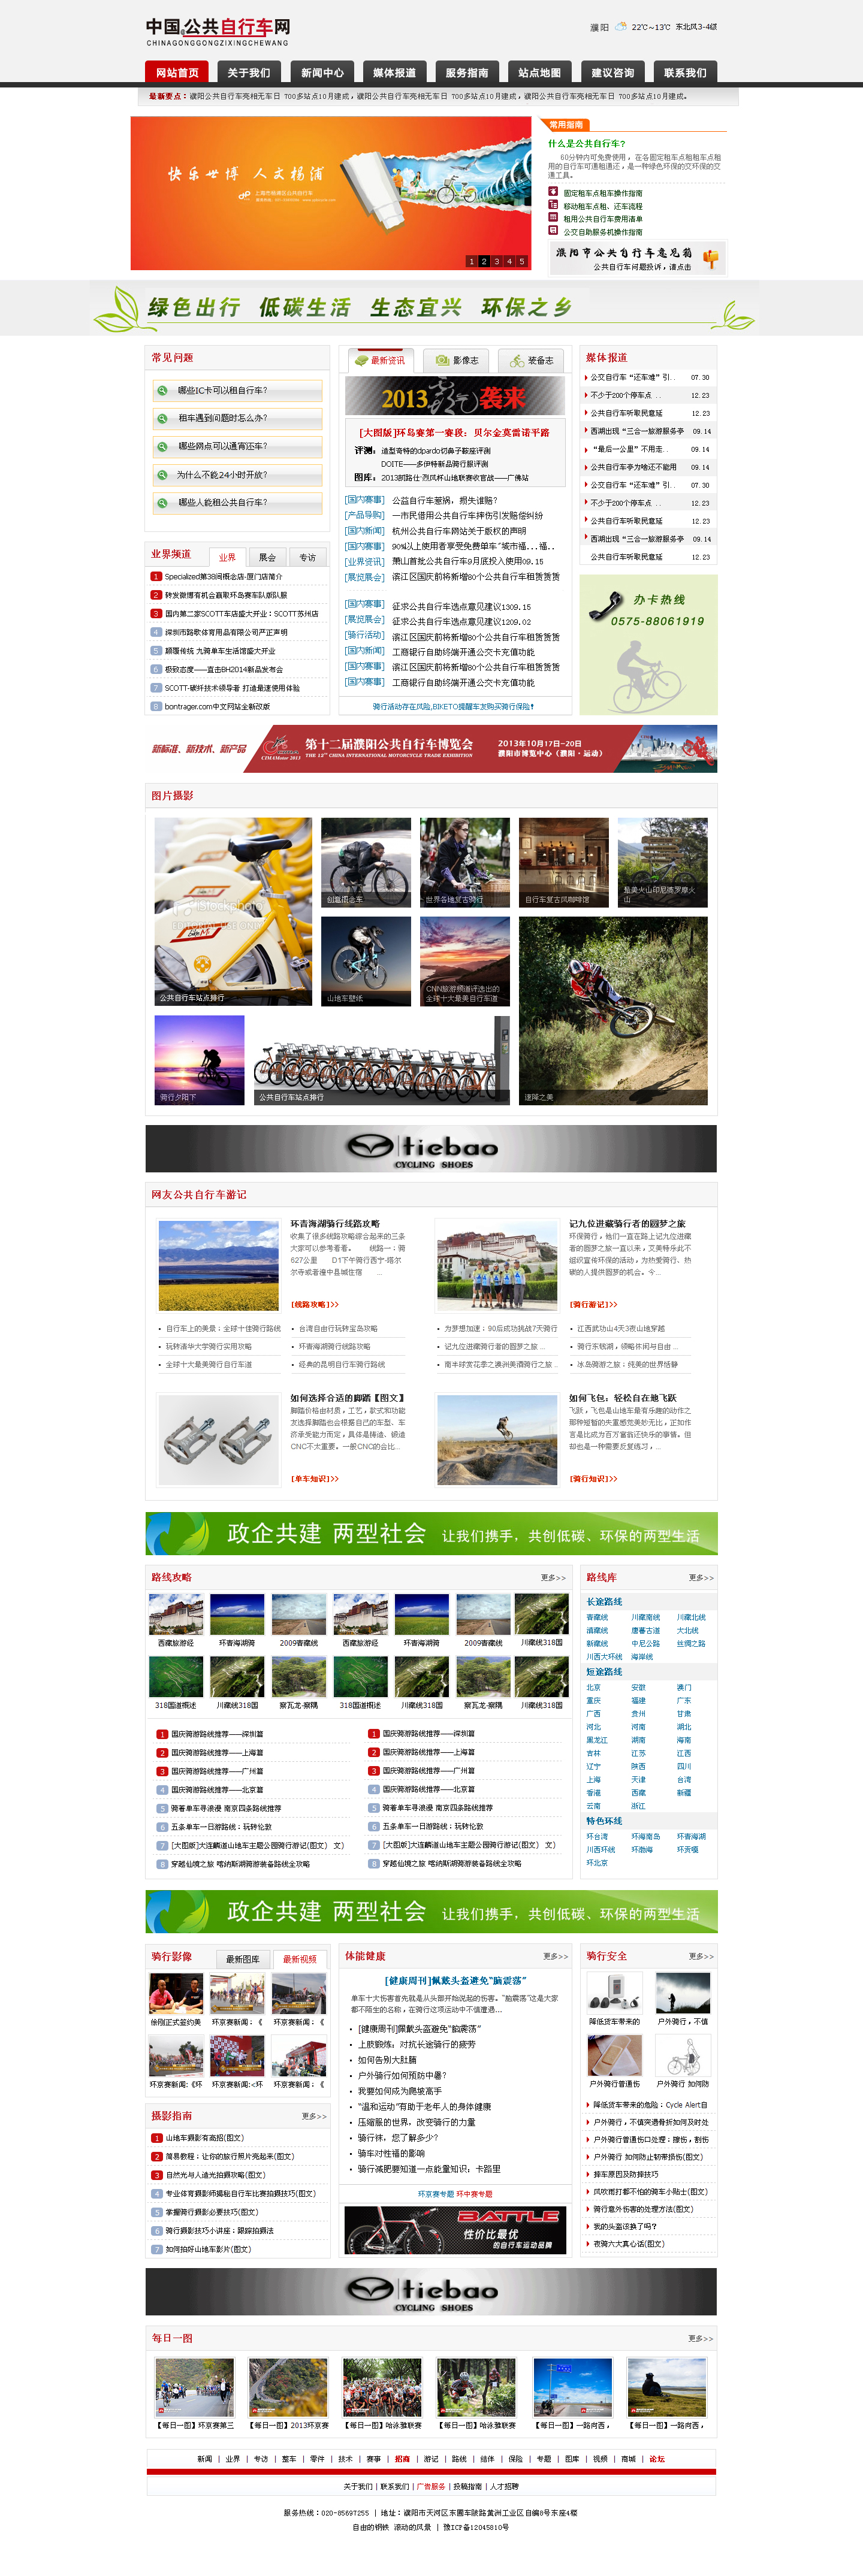 中国公共自行车网
CHINAGONGGONGZIXINGCHEWANG
濮阳 22℃~13℃ 东北风3-4级
网站首页 关于我们 新闻中心 媒体报道 服务指南 站点地图 建议咨询 联系我们
最新要点：濮阳公共自行车亮相无车日 700多站点10月建成，濮阳公共自行车亮相无车日 700多站点10月建成，濮阳公共自行车亮相无车日 700多站点10月建成。
快乐世博 人文杨浦
1 2 3 4 5
常用指南
什么是公共自行车？
60分钟内可免费使用，在各固定租车点租租车点租
用的自行车可通租通还，是一种绿色环保的交环保的交
通工具。
固定租车点租车操作指南
移动租车点租、还车流程
租用公共自行车费用清单
公交自助服务机操作指南
濮阳市公共自行车意见箱
公共自行车问题投诉，请点击
绿色出行 低碳生活 生态宜兴 环保之乡
常见问题
哪些IC卡可以租自行车？
租车遇到问题时怎么办？
哪些网点可以通宵还车？
为什么不能24小时开放？
哪些人能租公共自行车？
业界频道 业界 展会 专访
1 Specialized第38间概念店-厦门店简介
2 转发微博有机会赢取环岛赛车队版队服
3 国内第二家SCOTT车店盛大开业：SCOTT苏州店
4 深圳市路歌体育用品有限公司严正声明
5 颠覆传统 九骑单车生活馆盛大开业
6 极致态度——直击BH2014新品发布会
7 SCOTT-碳纤技术领导者 打造最速使用体验
8 bontrager.com中文网站全新改版
最新资讯 影像志 装备志
2013 袭来
[大图版]环岛赛第一赛段：贝尔金莫雷诺平路
评测：造型奇特的dpardo切鼻子鞍座评测
DOITE——多伊特新品骑行服评测
图库：2013凯路仕·烈风杯山地联赛收官战——广佛站
[国内赛事] 公益自行车惹祸，损失谁赔？
[产品导购] 一市民借用公共自行车摔伤引发赔偿纠纷
[国内新闻] 杭州公共自行车网站关于版权的声明
[国内赛事] 90%以上使用者享受免费单车"城市福...福..
[业界资讯] 萧山首批公共自行车9月底投入使用09.15
[展览展会] 滨江区国庆前将新增80个公共自行车租赁赁赁
[国内赛事] 征求公共自行车选点意见建议1309.15
[展览展会] 征求公共自行车选点意见建议1209.02
[骑行活动] 滨江区国庆前将新增80个公共自行车租赁赁赁
[国内新闻] 工商银行自助终端开通公交卡充值功能
[国内赛事] 滨江区国庆前将新增80个公共自行车租赁赁赁
[国内赛事] 工商银行自助终端开通公交卡充值功能
骑行活动存在风险,BIKETO提醒车友购买骑行保险!
媒体报道
公交自行车“还车难”引.. 07.30
不少于200个停车点... 12.23
公共自行车听取民意延 12.23
西湖出现“三合一旅游服务亭 09.14
“最后一公里”不用走.. 09.14
公共自行车亭为啥还不能用 09.14
公交自行车“还车难”引.. 07.30
不少于200个停车点... 12.23
公共自行车听取民意延 12.23
西湖出现“三合一旅游服务亭 09.14
公共自行车听取民意延 12.23
办卡热线
0575-88061919
新标准、新技术、新产品
CIMAMotor 2013
第十二届濮阳公共自行车博览会
THE 12th CHINA INTERNATIONAL MOTORCYCLE TRADE EXHIBITION
2013年10月17日-20日
濮阳市博览中心（濮阳·运动）
图片摄影
iStockphoto
EDITORIAL USE ONLY
公共自行车站点排行
创意概念车
世界各地复古骑行
自行车复古风咖啡馆
最美火山印尼婆罗摩火
山
山地车壁纸
CNN旅游频道评选出的
全球十大最美自行车道
骑行夕阳下
公共自行车站点排行
速降之美
tiebao
CYCLING SHOES
网友公共自行车游记
环青海湖骑行线路攻略
收集了很多线路攻略综合起来的三条
大家可以参考看看。 线路一：骑
627公里 D1下午骑行西宁-塔尔
尔寺或者湟中县城住宿 ...
[线路攻略]>>
记九位进藏骑行者的圆梦之旅
环保骑行，他们一直在路上记九位进藏
者的圆梦之旅一直以来，艾美特乐此不
组织宣传环保的活动，为热爱骑行、热
碳的人提供圆梦的机会。今...
[骑行游记]>>
自行车上的美景：全球十佳骑行路线
玩转清华大学骑行实用攻略
全球十大最美骑行自行车道
台湾自由行玩转宝岛攻略
环青海湖骑行线路攻略
经典的昆明自行车骑行路线
为梦想加速：90后成功挑战7天骑行
记九位进藏骑行者的圆梦之旅 ...
南半球赏花季之澳洲美酒骑行之旅 ..
江西武功山4天3夜山地穿越
骑行东钱湖，领略休闲与自由 ...
冰岛骑游之旅：纯美的世界恬静
如何选择合适的脚踏【图文】
脚踏价格由材质，工艺，款式和功能
友选择脚踏也会根据自己的车型、车
济承受能力而定，具体是铸造、锻造
CNC不太重要。一般CNC的会比...
[单车知识]>>
如何飞包：轻松自在地飞跃
飞跃，飞包是山地车最有乐趣的动作之
那种短暂的失重感觉美妙无比，正如作
言是比成为百万富翁还快乐的事情。但
却也是一种需要反复练习，...
[骑行知识]>>
政企共建 两型社会 让我们携手，共创低碳、环保的两型生活
路线攻略 更多>>
西藏旅游经 环青海湖骑 2009青藏线 西藏旅游经 环青海湖骑 2009青藏线 川藏线318国
318国道概述 川藏线318国 察瓦龙-察隅 318国道概述 川藏线318国 察瓦龙-察隅 川藏线318国
1 国庆骑游路线推荐——深圳篇
2 国庆骑游路线推荐——上海篇
3 国庆骑游路线推荐——广州篇
4 国庆骑游路线推荐——北京篇
5 骑着单车寻浪漫 南京四条路线推荐
6 五条单车一日游路线：玩转伦敦
7 [大图版]大连麟道山地车主题公园骑行游记(图文) 文)
8 穿越仙境之旅 喀纳斯湖骑游装备路线全攻略
1 国庆骑游路线推荐——深圳篇
2 国庆骑游路线推荐——上海篇
3 国庆骑游路线推荐——广州篇
4 国庆骑游路线推荐——北京篇
5 骑着单车寻浪漫 南京四条路线推荐
6 五条单车一日游路线：玩转伦敦
7 [大图版]大连麟道山地车主题公园骑行游记(图文) 文)
8 穿越仙境之旅 喀纳斯湖骑游装备路线全攻略
路线库 更多>>
长途路线
青藏线 川藏南线 川藏北线
滇藏线 唐蕃古道 大北线
新藏线 中尼公路 丝绸之路
川西大环线 海岸线
短途路线
北京 安徽 澳门
重庆 福建 广东
广西 贵州 甘肃
河北 河南 湖北
黑龙江 湖南 海南
吉林 江苏 江西
辽宁 陕西 四川
上海 天津 台湾
香港 西藏 新疆
云南 浙江
特色环线
环台湾 环海南岛 环青海湖
川西环线 环渤海 环贡嘎
环北京
政企共建 两型社会 让我们携手，共创低碳、环保的两型生活
骑行影像 最新图库 最新视频
徐刚正式签约美 环京赛新闻：《 环京赛新闻：《
环京赛新闻:《环 环京赛新闻:<环 环京赛新闻：《
摄影指南 更多>>
1 山地车摄影有高招(图文)
2 简易教程：让你的旅行照片亮起来(图文)
3 自然光与人造光拍摄攻略(图文)
4 专业体育摄影师揭秘自行车比赛拍摄技巧(图文)
5 掌握骑行摄影必要技巧(图文)
6 骑行摄影技巧小讲座：跟踪拍摄法
7 如何拍好山地车影片(图文)
体能健康 更多>>
[健康周刊]佩戴头盔避免"脑震荡"
单车十大伤害首先就是从头部开始说起的伤害。"脑震荡"这是大家
都不陌生的名称，在骑行这项运动中不慎遭遇...
[健康周刊]佩戴头盔避免"脑震荡"
上肢锻炼：对抗长途骑行的疲劳
如何告别大肚腩
户外骑行如何预防中暑？
我要如何成为爬坡高手
"温和运动"有助于老年人的身体健康
压缩服的世界，改变骑行的力量
骑行袜，您了解多少？
骑车对性福的影响
骑行减肥要知道一点能量知识：卡路里
环京赛专题 环中赛专题
BATTLE
性价比最优
的自行车运动品牌
骑行安全 更多>>
降低货车带来的 户外骑行，不慎
户外骑行普通伤 户外骑行 如何防
降低货车带来的危险：Cycle Alert自
户外骑行，不慎突遇骨折如何及时处
户外骑行普通伤口处理：擦伤，割伤
户外骑行 如何防止韧带损伤(图文)
摔车原因及防摔技巧
风吹雨打都不怕的骑车小贴士(图文)
骑行意外伤害的处理方法(图文)
我的头盔该换了吗？
夜骑六大真心话(图文)
tiebao
CYCLING SHOES
每日一图 更多>>
【每日一图】环京赛第三 【每日一图】2013环京赛 【每日一图】哈泳雅联赛 【每日一图】哈泳雅联赛 【每日一图】一路向西， 【每日一图】一路向西，
新闻 | 业界 | 专访 | 整车 | 零件 | 技术 | 赛事 | 招商 | 游记 | 路线 | 结伴 | 保险 | 专题 | 图库 | 视频 | 商城 | 论坛
关于我们 | 联系我们 | 广告服务 | 投稿指南 | 人才招聘
服务热线：020-85697255 | 地址：濮阳市天河区东圃车陂路黄洲工业区自编8号东座4楼
自由的钢铁 滚动的风景 | 豫ICP备12045810号